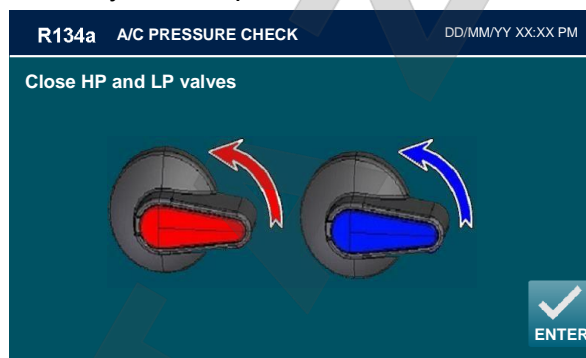 R134a A/C PRESSURE CHECK DD/MM/YY XX:XX PM
Close HP and LP valves
ENTER